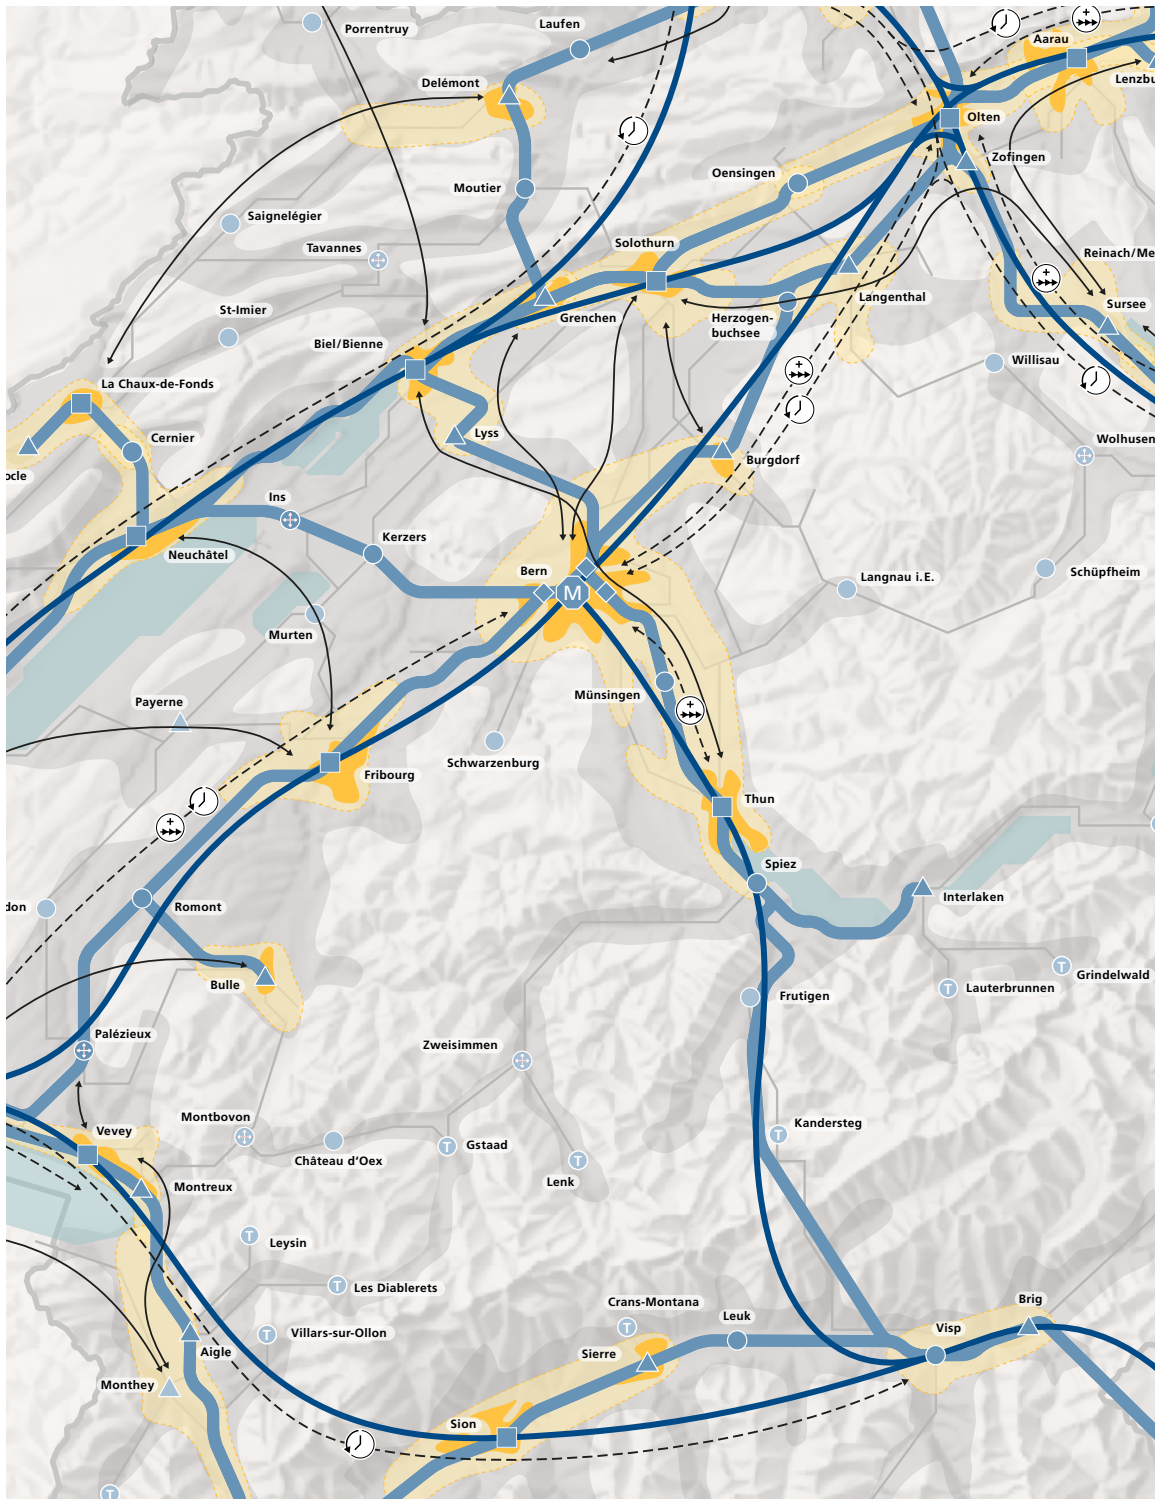 Laufen
Porrentruy
Aarau
Delémont
Lenzbu
Olten
Zofingen
Oensingen
Moutier
Saignelégier
Tavannes
Solothurn
Reinach/Me
Langenthal
Sursee
St-Imier
Grenchen
Herzogen-
buchsee
Biel/Bienne
Willisau
La Chaux-de-Fonds
Lyss
Cernier
Wolhusen
Burgdorf
ocle
Ins
Kerzers
Neuchâtel
Bern
M
Langnau i.E.
Schüpfheim
Murten
Münsingen
Payerne
Schwarzenburg
Fribourg
Thun
Spiez
Interlaken
don
Romont
Bulle
T
Grindelwald
T
Lauterbrunnen
Frutigen
Palézieux
Zweisimmen
Montbovon
Kandersteg
T
Vevey
Château d'Oex
T
Gstaad
T
Lenk
Montreux
T
Leysin
T
Les Diablerets
Crans-Montana
T
Brig
Leuk
Visp
T
Villars-sur-Ollon
Sierre
Aigle
Monthey
Sion
T